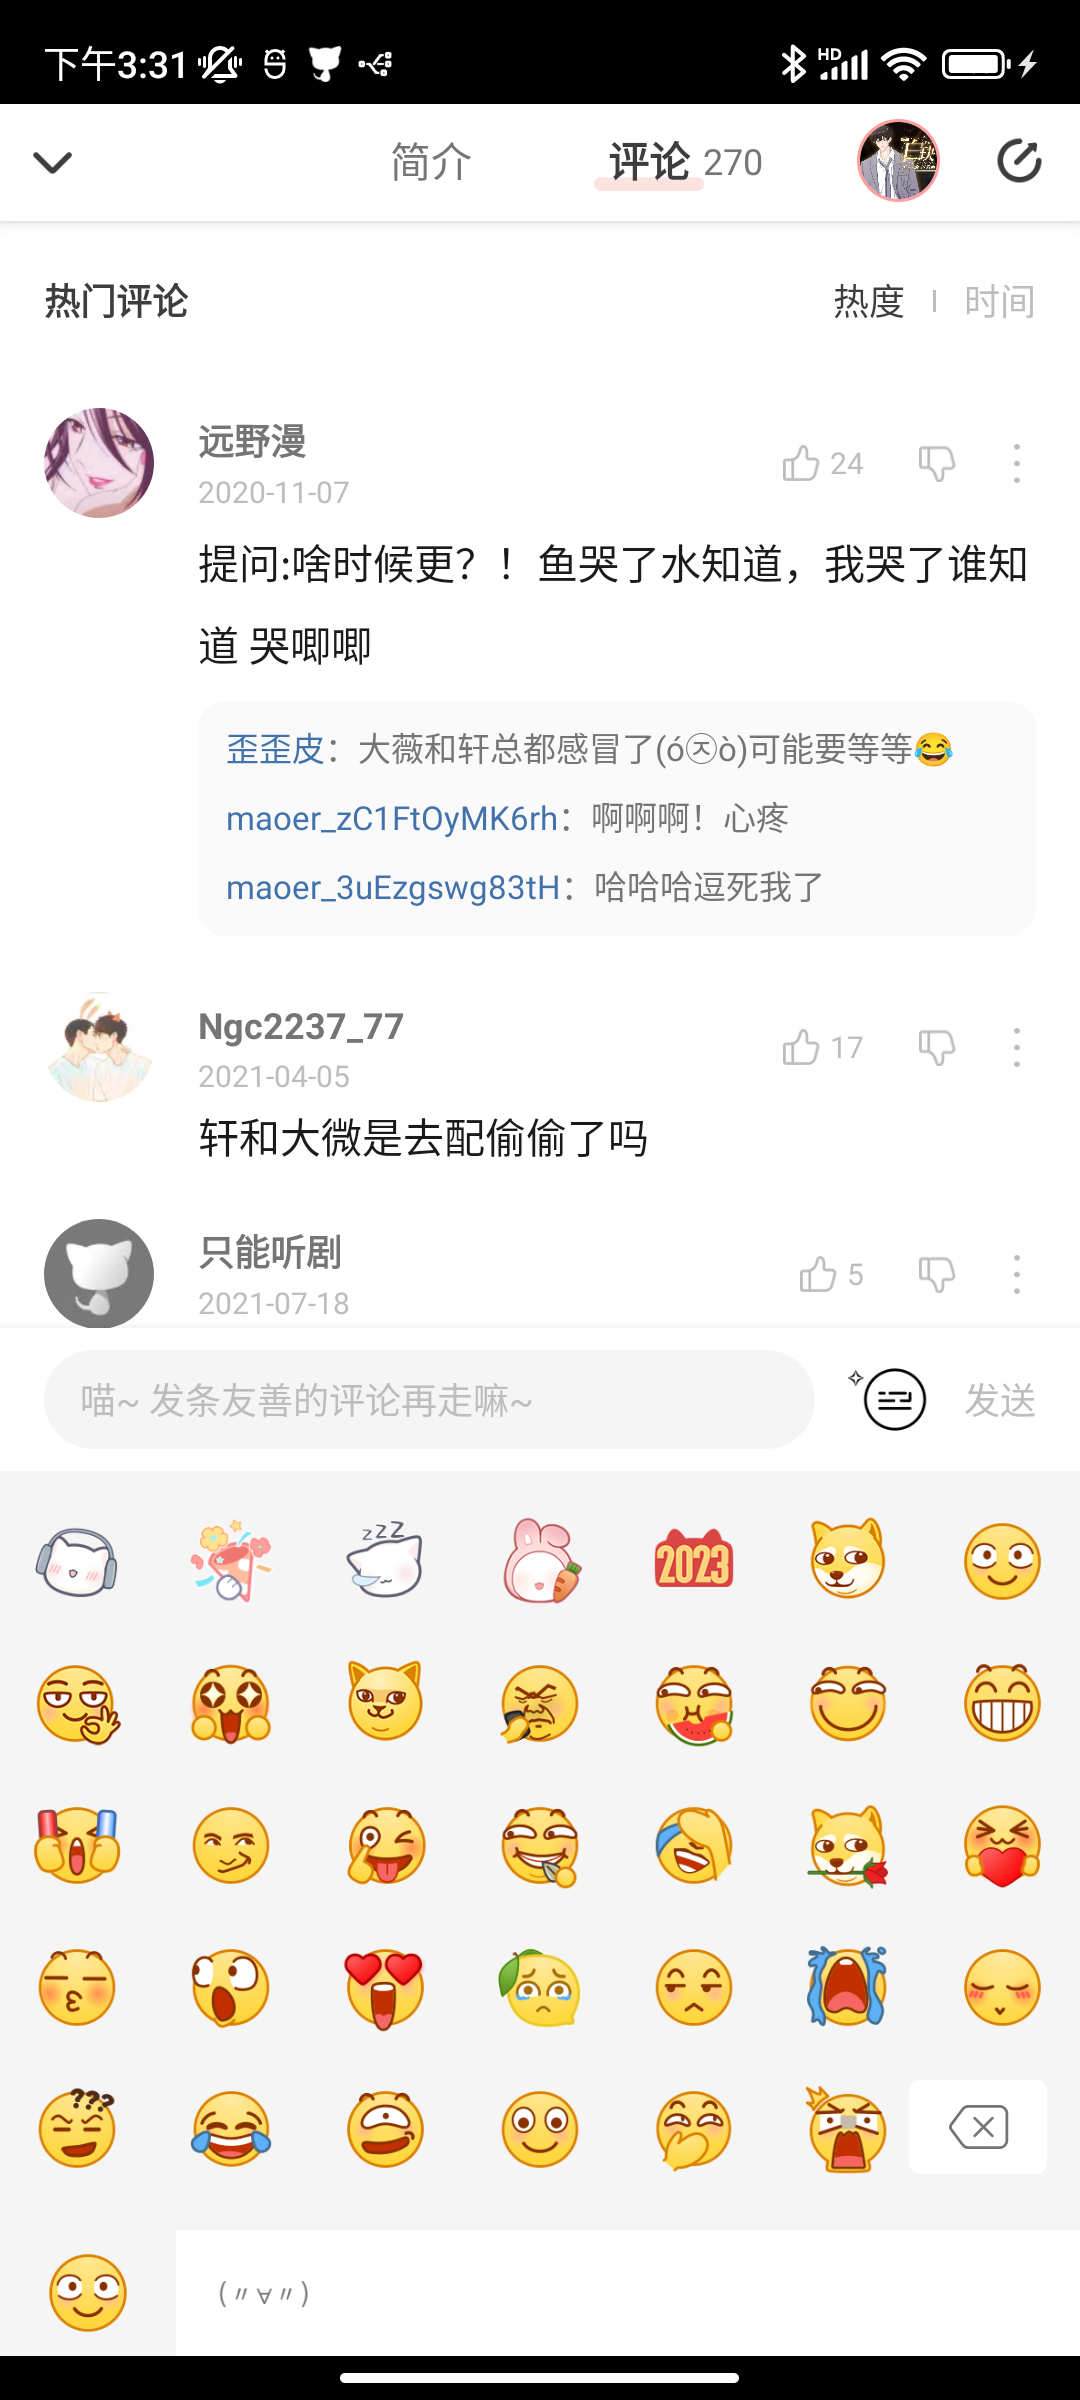 下午3:31
HD
简介
评论 270
热门评论
热度
时间
远野漫
2020-11-07
24
提问:啥时候更？！鱼哭了水知道，我哭了谁知
道 哭唧唧
歪歪皮：大薇和轩总都感冒了(ó㉨ò)可能要等等😂
maoer_zC1FtOyMK6rh：啊啊啊！心疼
maoer_3uEzgswg83tH：哈哈哈逗死我了
Ngc2237_77
2021-04-05
17
轩和大微是去配偷偷了吗
只能听剧
2021-07-18
5
喵~ 发条友善的评论再走嘛~
发送
zZZ
2023
???
(〃∀〃)